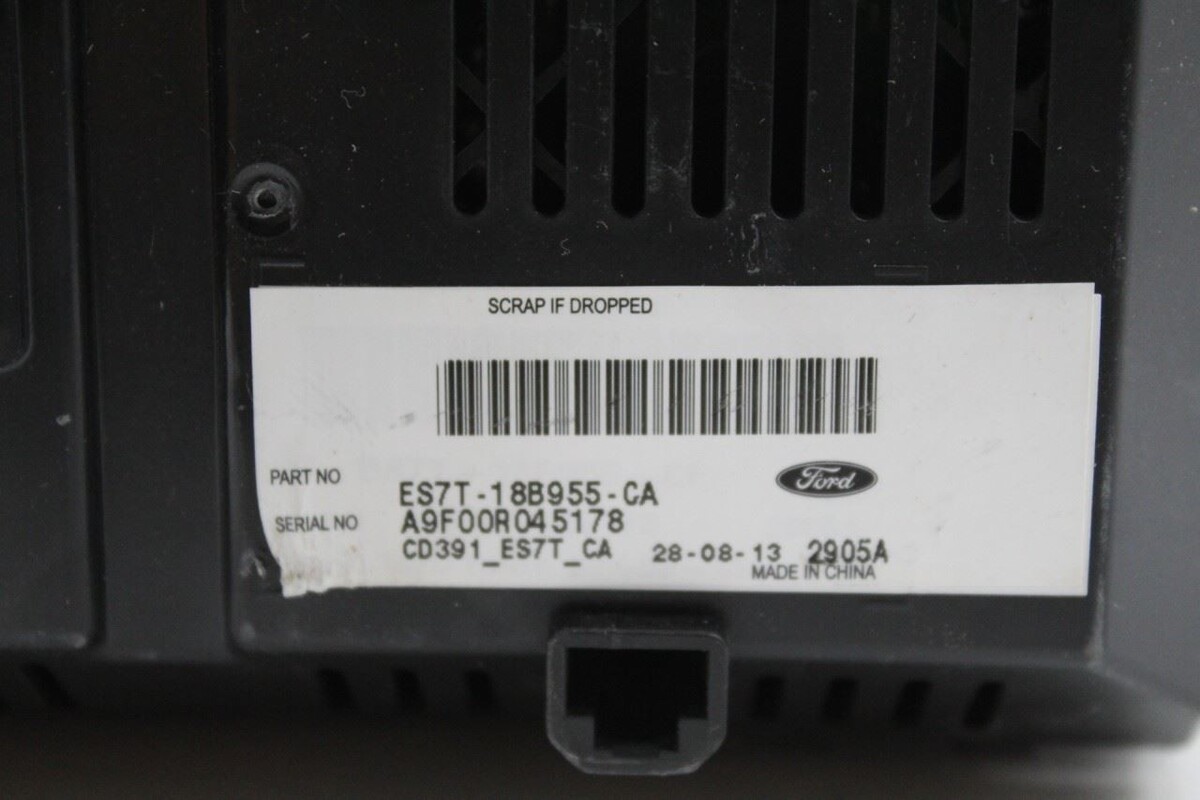 SCRAP IF DROPPED
PART NO ES7T-18B955-CA
Ford
SERIAL NO A9F00R045178
CD391_ES7T_CA 28-08-13 2905A
MADE IN CHINA